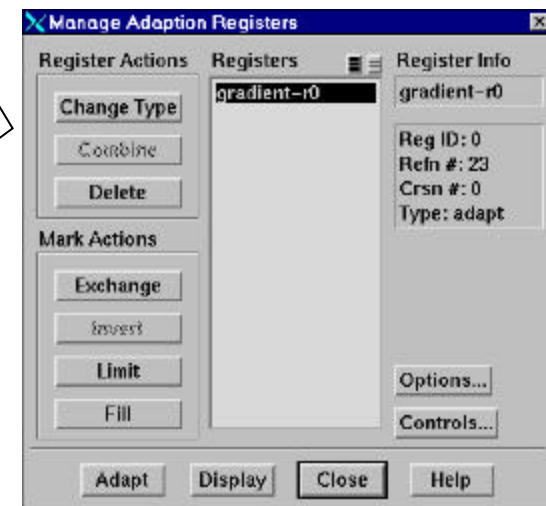 Manage Adaption Registers
Register Actions
Change Type
Combine
Delete
Mark Actions
Exchange
Invert
Limit
Fill
Registers
gradient-r0
Register Info
gradient-r0
Reg ID: 0
Refn #: 23
Crsn #: 0
Type: adapt
Options...
Controls...
Adapt
Display
Close
Help